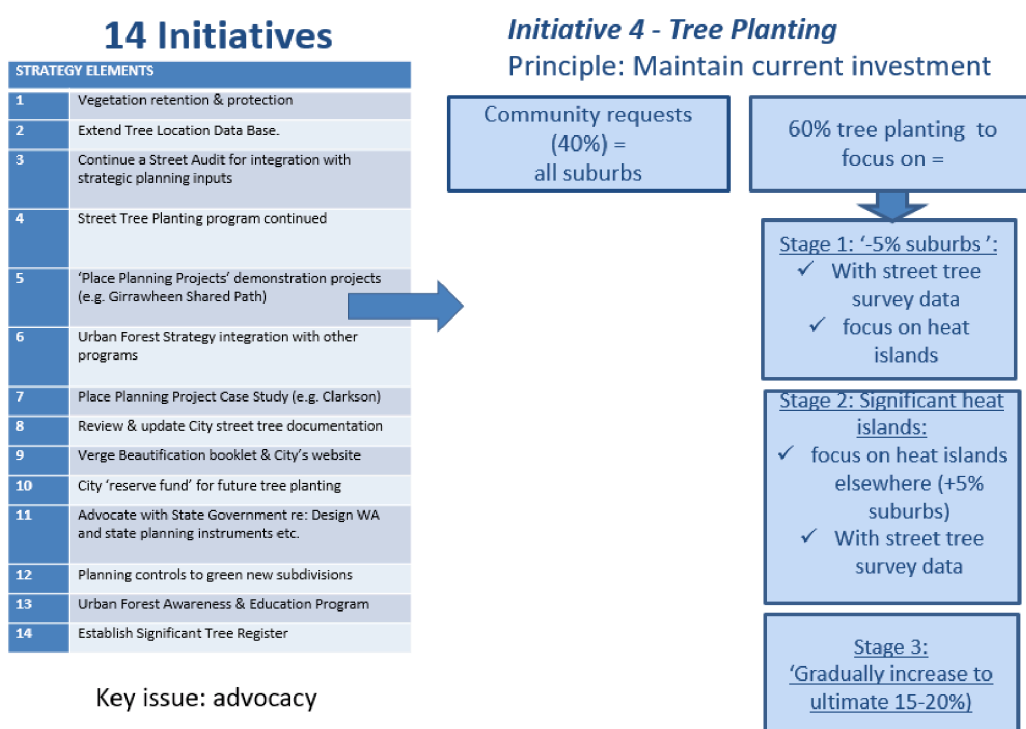 14 Initiatives
STRATEGY ELEMENTS
1 Vegetation retention & protection
2 Extend Tree Location Data Base.
3 Continue a Street Audit for integration with
strategic planning inputs
4 Street Tree Planting program continued
5 ‘Place Planning Projects’ demonstration projects
(e.g. Girrawheen Shared Path)
6 Urban Forest Strategy integration with other
programs
7 Place Planning Project Case Study (e.g. Clarkson)
8 Review & update City street tree documentation
9 Verge Beautification booklet & City’s website
10 City ‘reserve fund’ for future tree planting
11 Advocate with State Government re: Design WA
and state planning instruments etc.
12 Planning controls to green new subdivisions
13 Urban Forest Awareness & Education Program
14 Establish Significant Tree Register
Key issue: advocacy
Initiative 4 - Tree Planting
Principle: Maintain current investment
Community requests
(40%) =
all suburbs
60% tree planting to
focus on =
Stage 1: ‘-5% suburbs ’:
✓ With street tree
survey data
✓ focus on heat
islands
Stage 2: Significant heat
islands:
✓ focus on heat islands
elsewhere (+5%
suburbs)
✓ With street tree
survey data
Stage 3:
‘Gradually increase to
ultimate 15-20%)